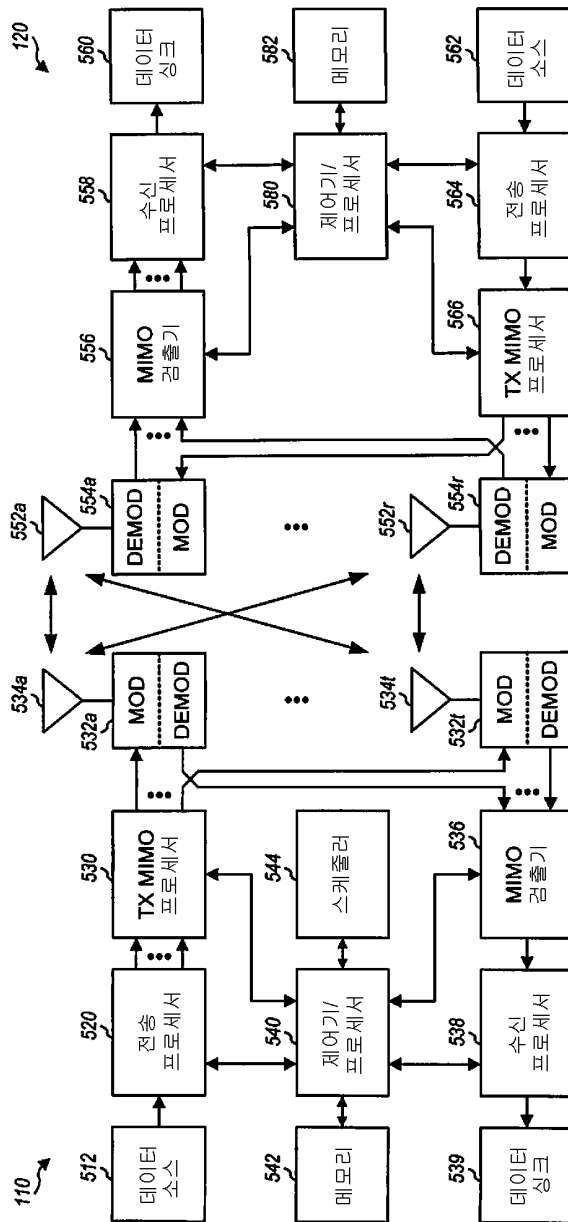 110
534a
552a
120
512
520
530
532a
554a
556
558
560
데이터
소스
전송
프로세서
TX MIMO
프로세서
MOD
DEMOD
DEMOD
MOD
MIMO
검출기
수신
프로세서
데이터
싱크
542
540
544
580
582
메모리
제어기/
프로세서
스케줄러
제어기/
프로세서
메모리
534t
552r
539
538
536
532t
554r
566
564
562
데이터
싱크
수신
프로세서
MIMO
검출기
MOD
DEMOD
DEMOD
MOD
TX MIMO
프로세서
전송
프로세서
데이터
소스